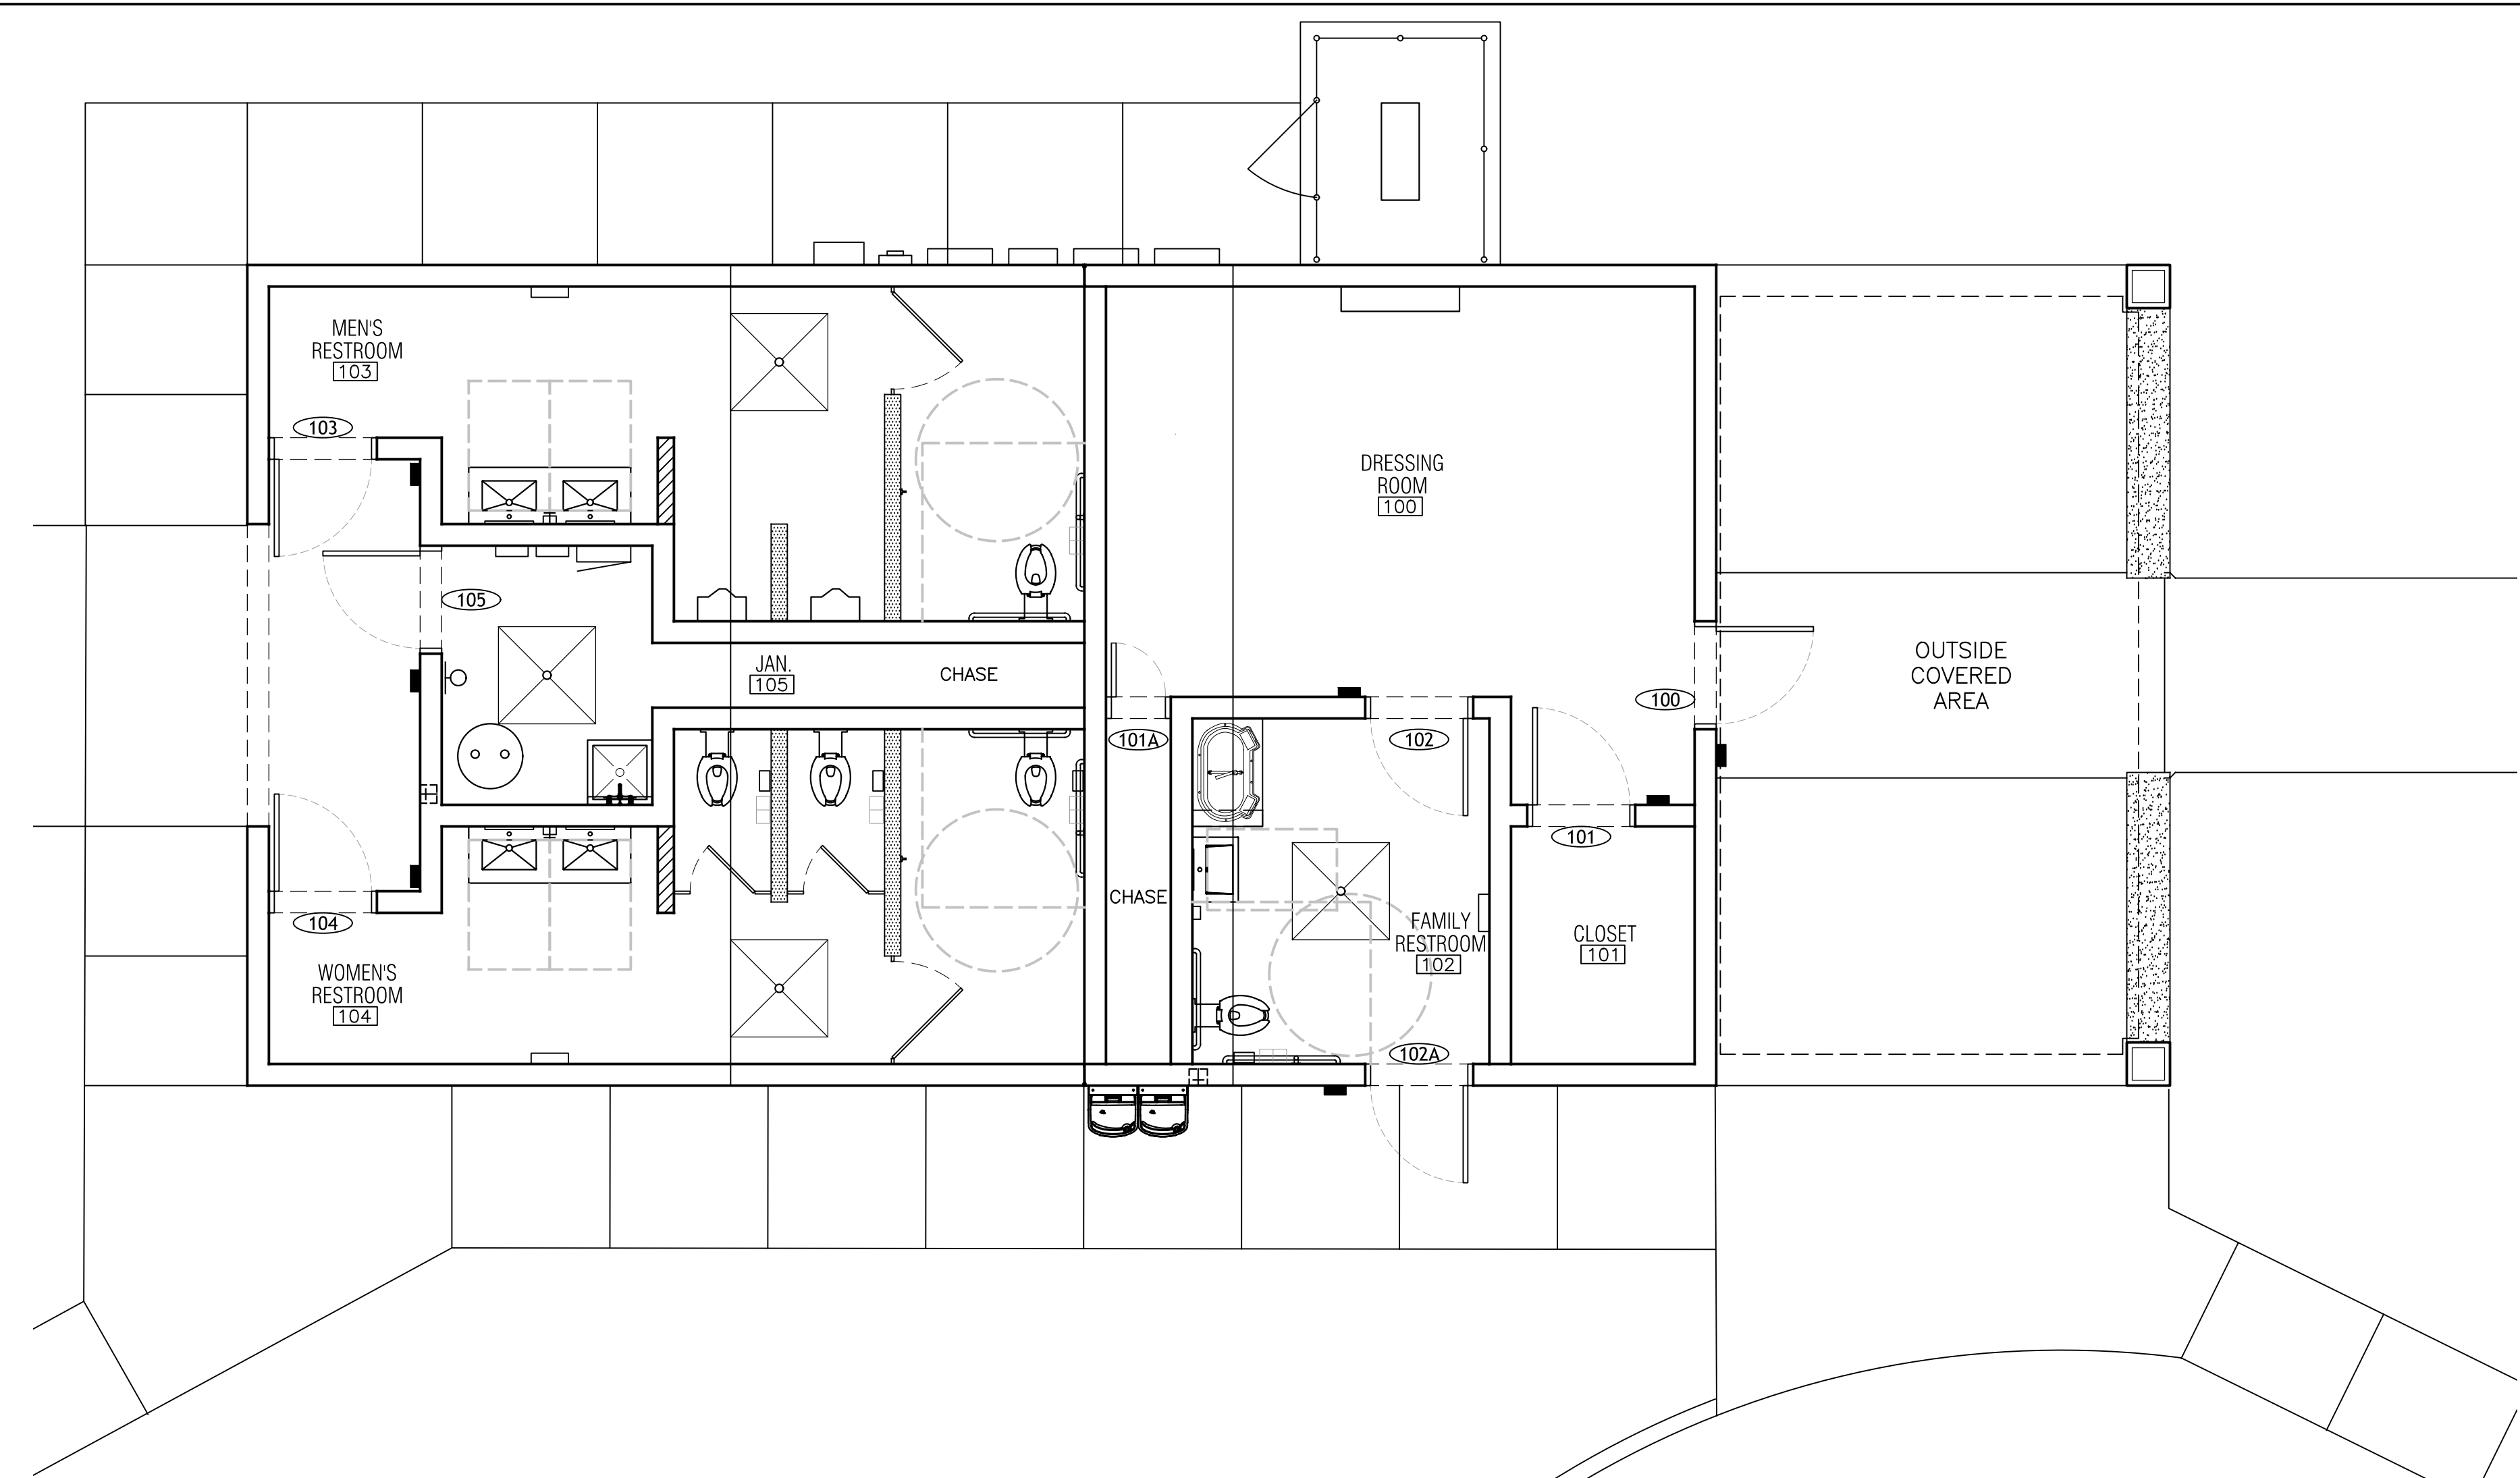 MEN'S
RESTROOM
103
103
DRESSING
ROOM
100
105
JAN.
105
CHASE
OUTSIDE
COVERED
AREA
100
101A
102
101
CHASE
104
FAMILY
RESTROOM
102
CLOSET
101
WOMEN'S
RESTROOM
104
102A